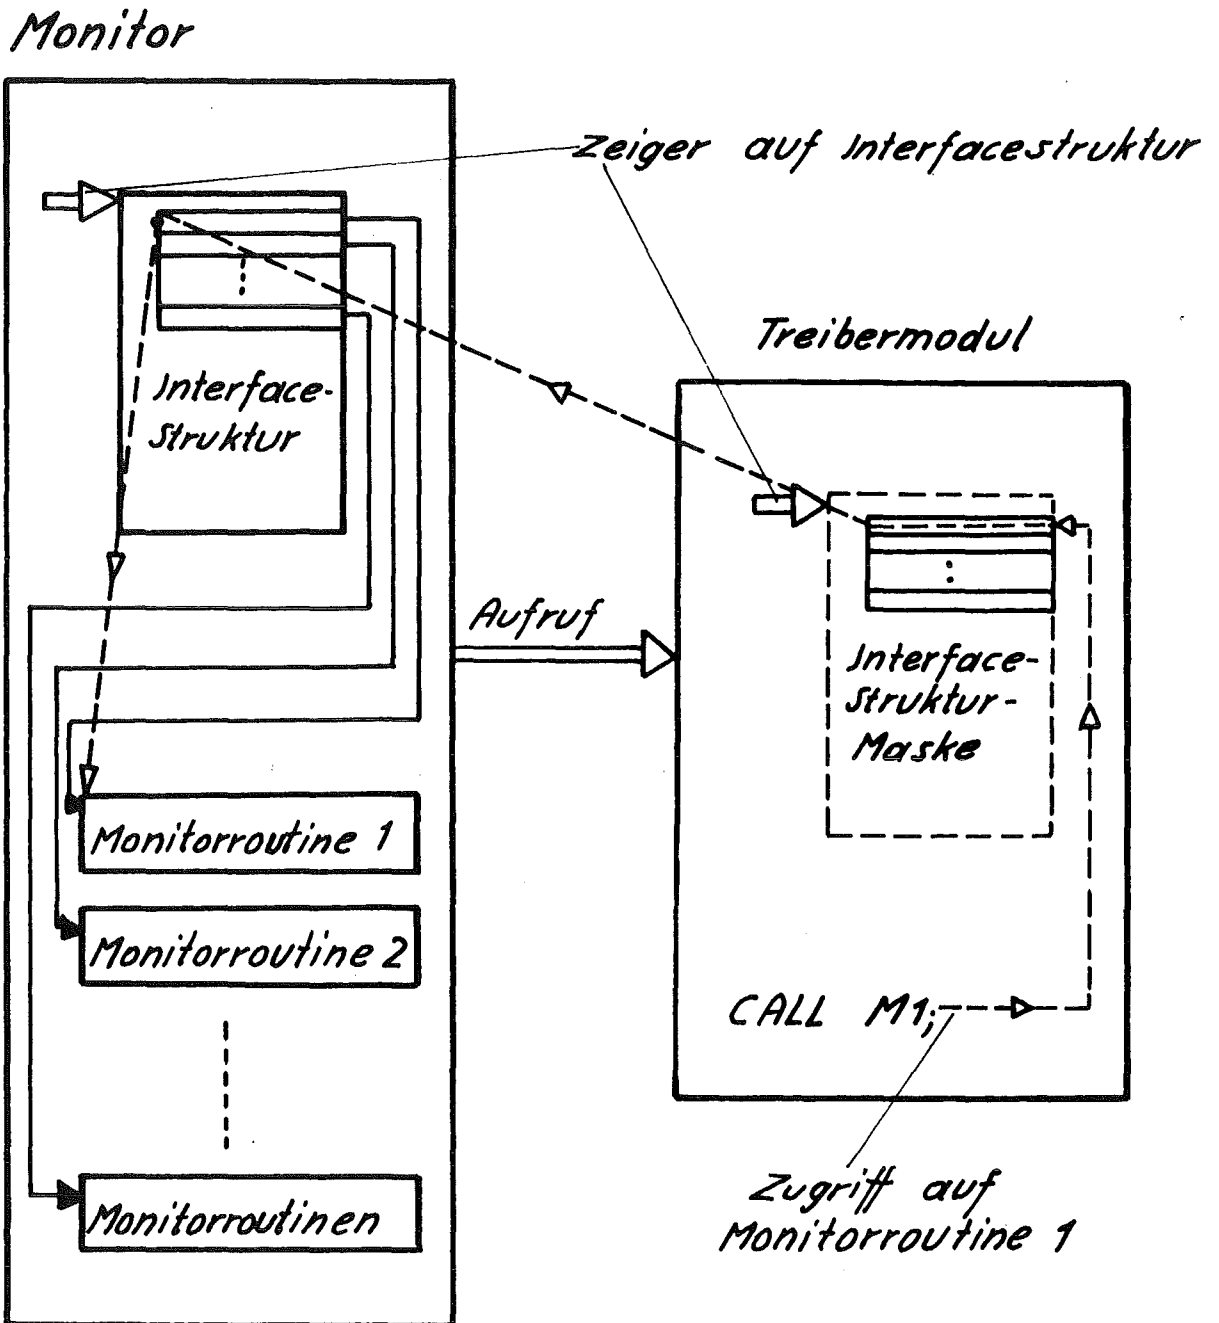 Monitor
Zeiger auf Interfacestruktur
Interface-
struktur
Treibermodul
Aufruf
Interface-
struktur-
Maske
Monitorroutine 1
Monitorroutine 2
Monitorroutinen
CALL M1;
Zugriff auf
Monitorroutine 1